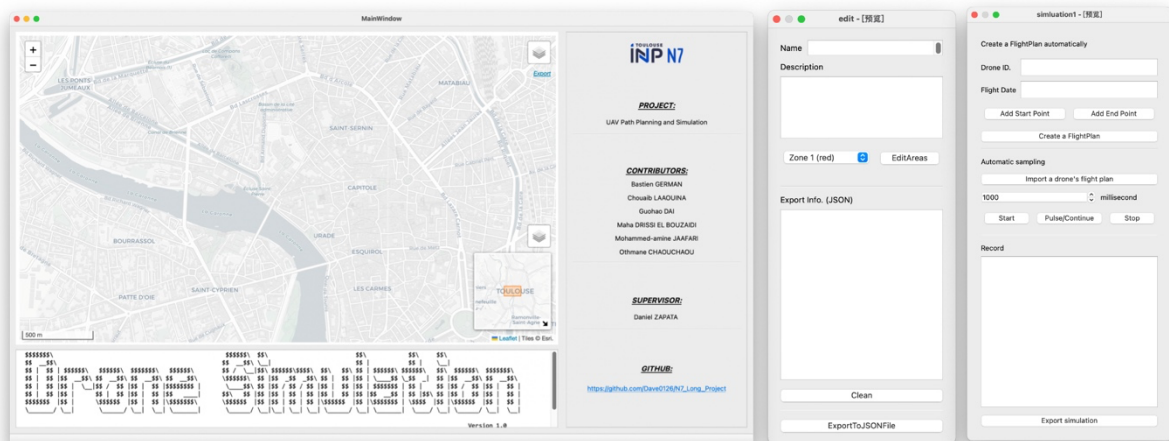 MainWindow
+
−
Export
LES PONTS JUMEAUX
MATABIAU
SAINT-SERNIN
CAPITOLE
URADE
ESQUIROL
BOURRASSOL
SAINT-CYPRIEN
PATTE D'OIE
LES CARMES
TOULOUSE
500 m
Leaflet | Tiles © Esri.
Version 1.0
TOULOUSE
INP N7
PROJECT:
UAV Path Planning and Simulation
CONTRIBUTORS:
Bastien GERMAN
Chouaib LAAOUINA
Guohao DAI
Maha DRISSI EL BOUZAIDI
Mohammed-amine JAAFARI
Othmane CHAOUCHAOU
SUPERVISOR:
Daniel ZAPATA
GITHUB:
https://github.com/Dave0126/N7_Long_Project
edit - [预览]
Name
Description
Zone 1 (red)
EditAreas
Export Info. (JSON)
Clean
ExportToJSONFile
simluation1 - [预览]
Create a FlightPlan automatically
Drone ID.
Flight Date
Add Start Point
Add End Point
Create a FlightPlan
Automatic sampling
Import a drone's flight plan
1000
millisecond
Start
Pulse/Continue
Stop
Record
Export simulation